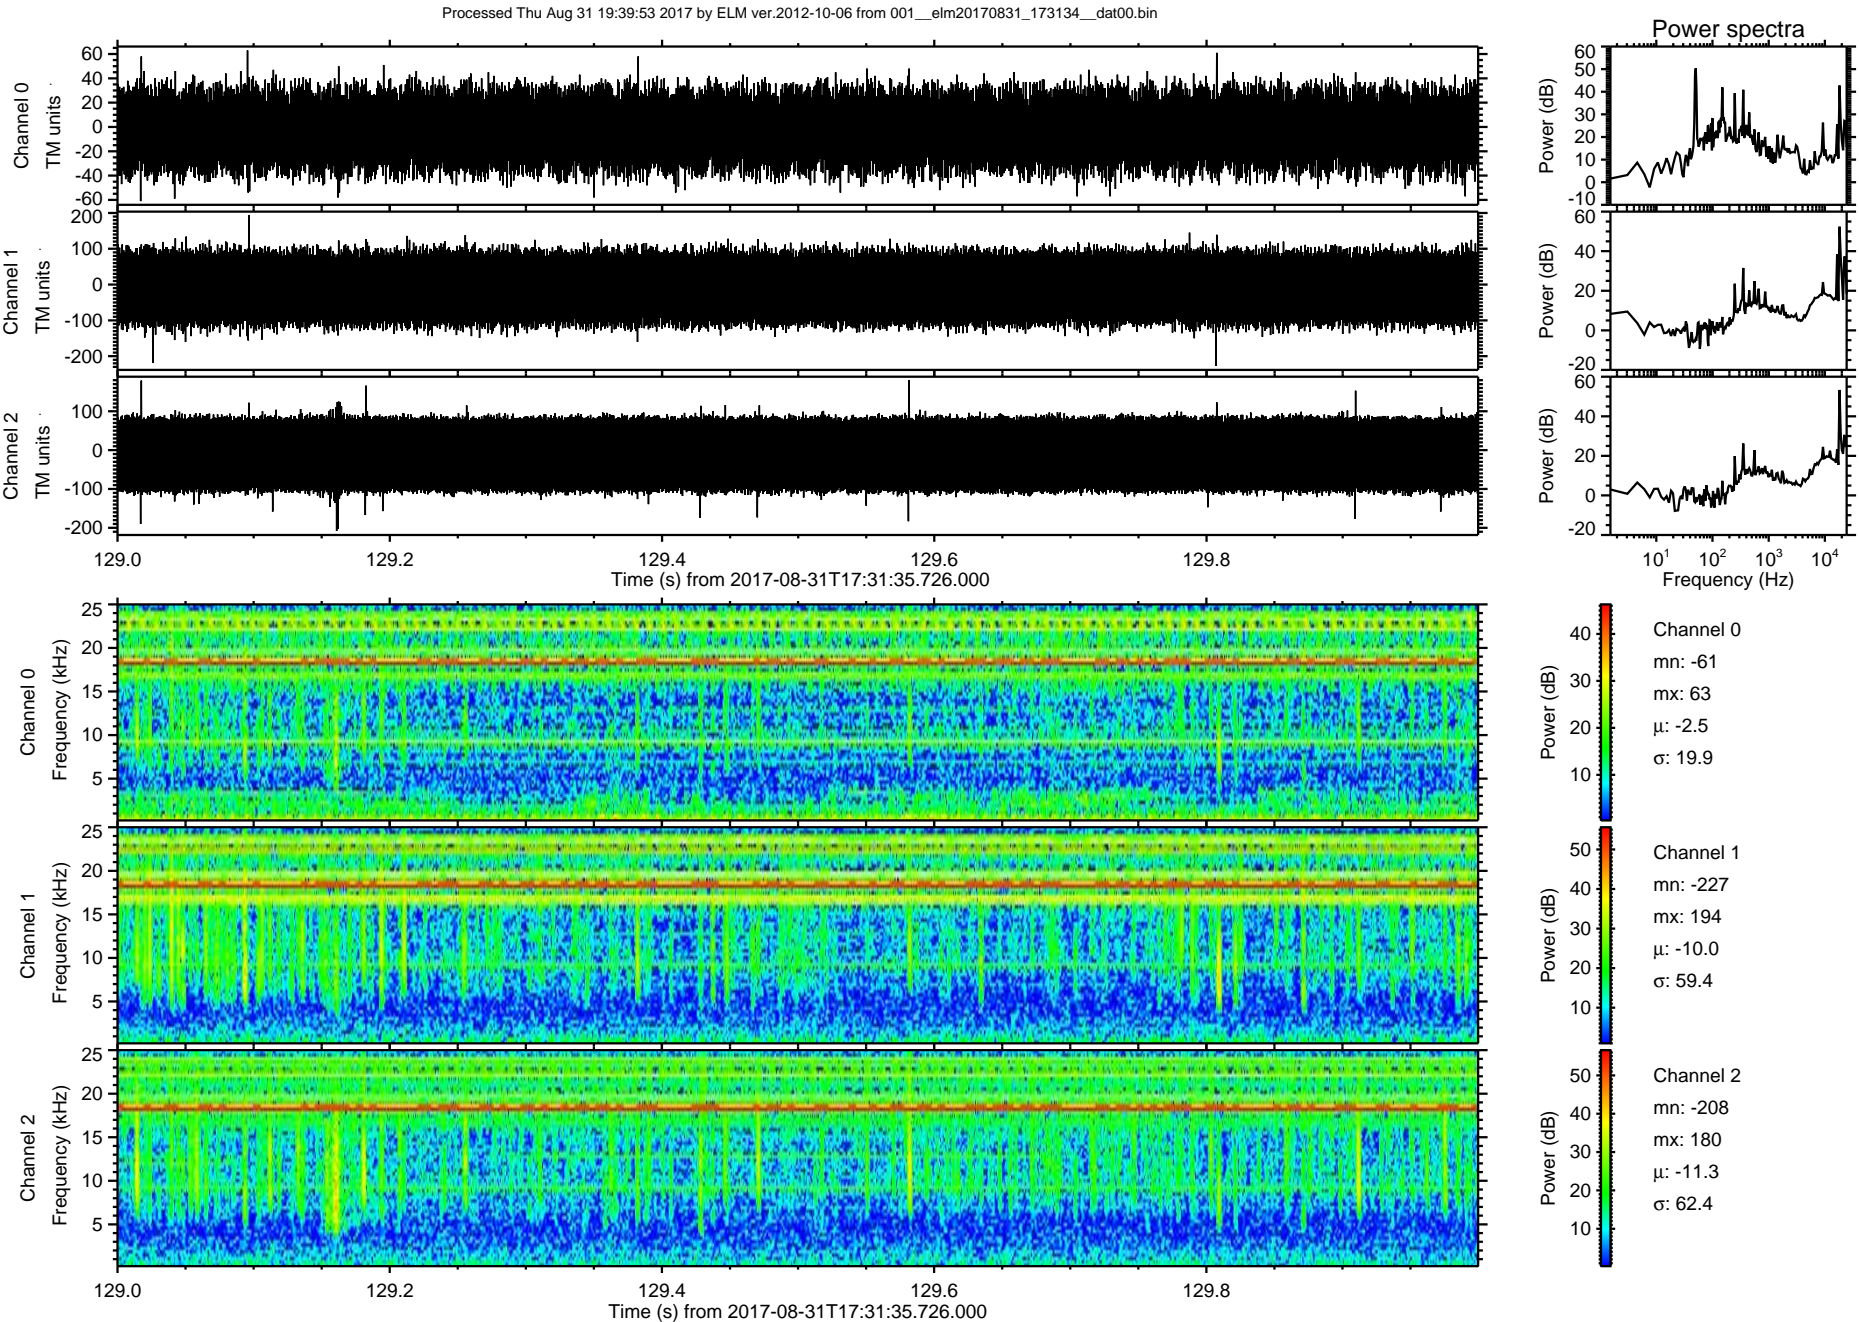 Processed Thu Aug 31 19:39:53 2017 by ELM ver.2012-10-06 from 001__elm20170831_173134__dat00.bin
Power spectra
Channel 0
TM units
60
40
20
0
-20
-40
-60
Power (dB)
60
50
40
30
20
10
0
-10
Channel 1
TM units
200
100
0
-100
-200
Power (dB)
60
40
20
0
-20
Channel 2
TM units
100
0
-100
-200
Power (dB)
60
40
20
0
-20
129.0 129.2 129.4 129.6 129.8
Time (s) from 2017-08-31T17:31:35.726.000
10^1 10^2 10^3 10^4
Frequency (Hz)
Channel 0
Frequency (kHz)
25
20
15
10
5
Power (dB)
40
30
20
10
Channel 0
mn: -61
mx: 63
µ: -2.5
σ: 19.9
Channel 1
Frequency (kHz)
25
20
15
10
5
Power (dB)
50
40
30
20
10
Channel 1
mn: -227
mx: 194
µ: -10.0
σ: 59.4
Channel 2
Frequency (kHz)
25
20
15
10
5
Power (dB)
50
40
30
20
10
Channel 2
mn: -208
mx: 180
µ: -11.3
σ: 62.4
129.0 129.2 129.4 129.6 129.8
Time (s) from 2017-08-31T17:31:35.726.000